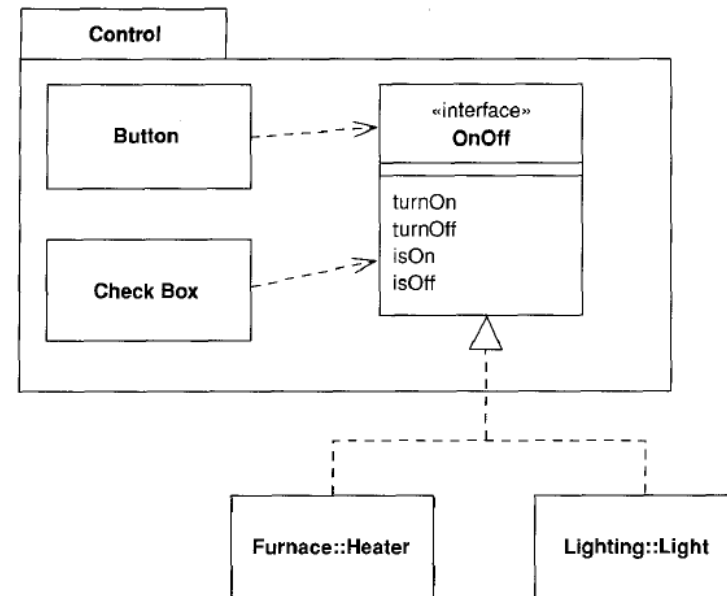 Control
Button
«interface»
OnOff
turnOn
turnOff
isOn
isOff
Check Box
Furnace::Heater
Lighting::Light